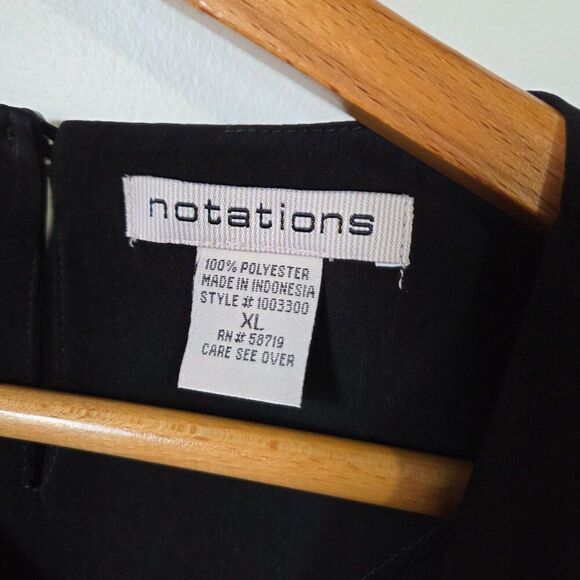 notations
100% POLYESTER
MADE IN INDONESIA
STYLE # 1003300
XL
RN# 58719
CARE SEE OVER